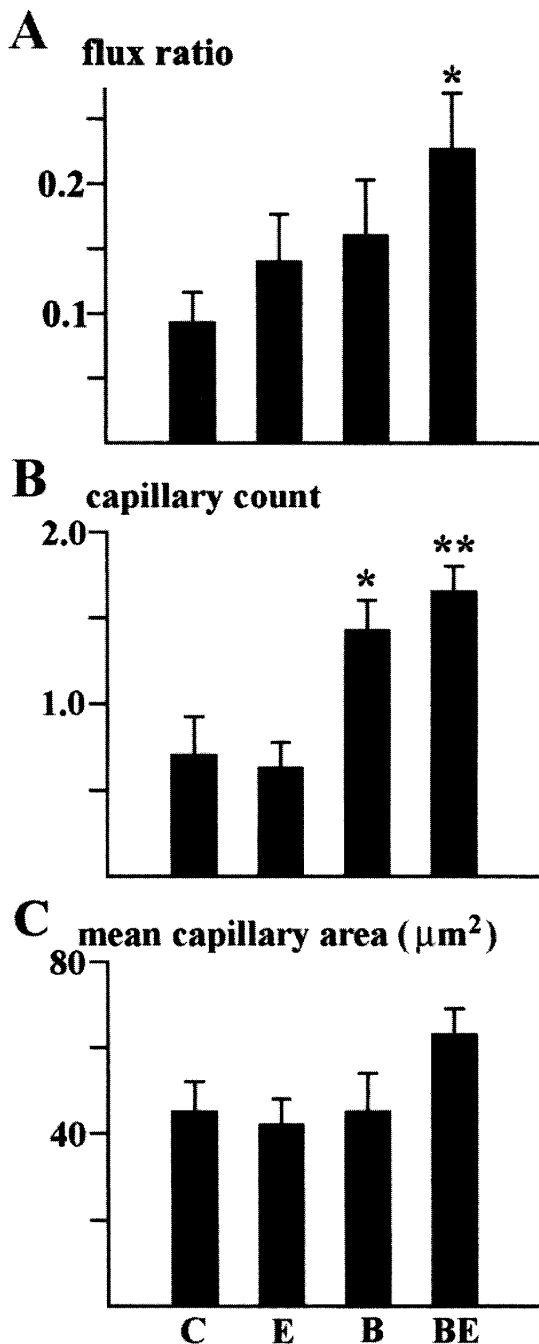 A flux ratio
*
0.2
0.1
B capillary count
2.0
**
*
1.0
C mean capillary area (μm²)
80
40
C E B BE